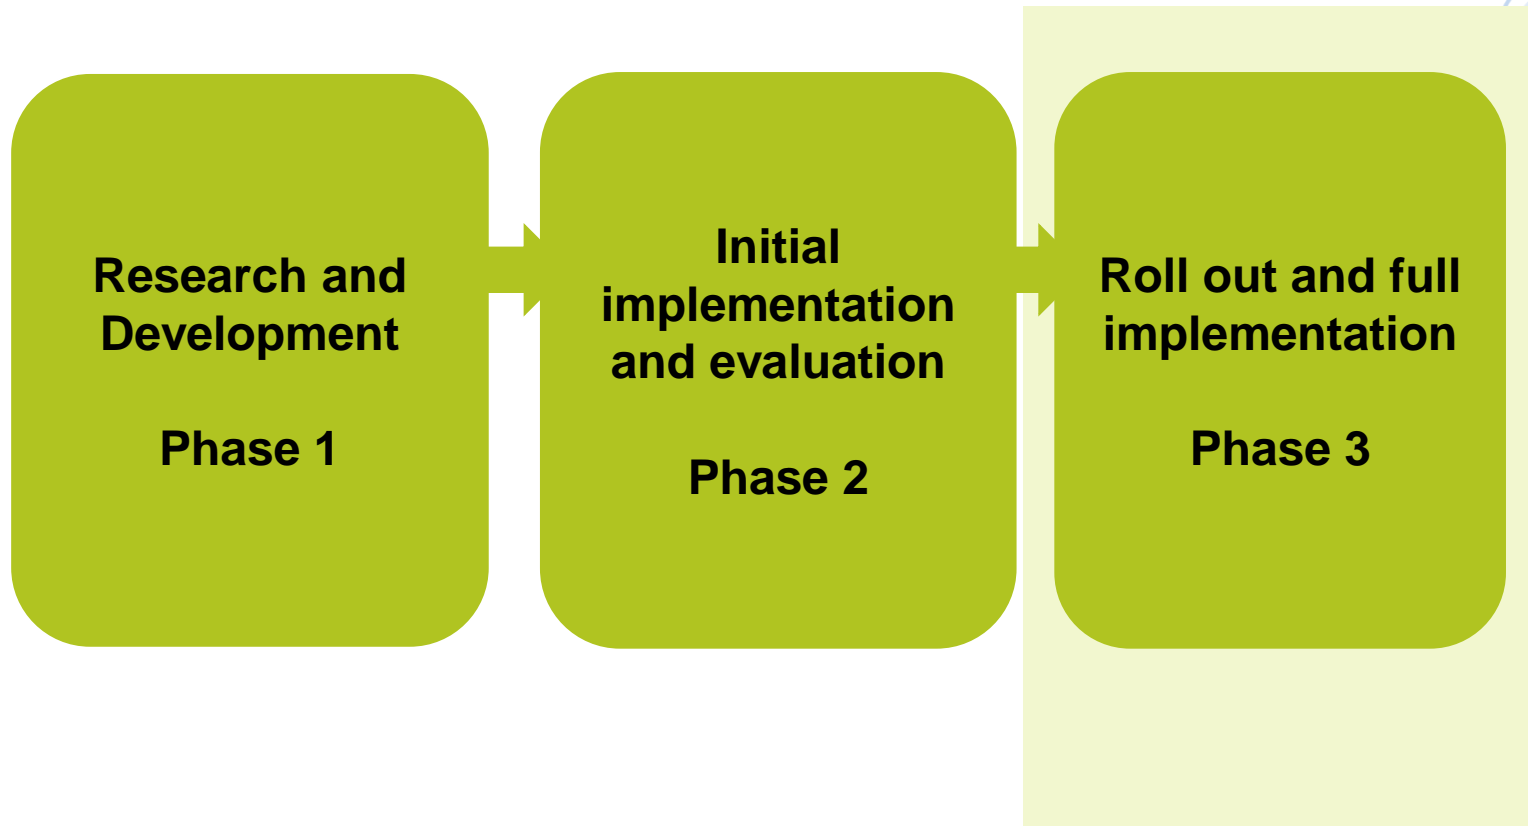 Research and
Development
Phase 1
Initial
implementation
and evaluation
Phase 2
Roll out and full
implementation
Phase 3